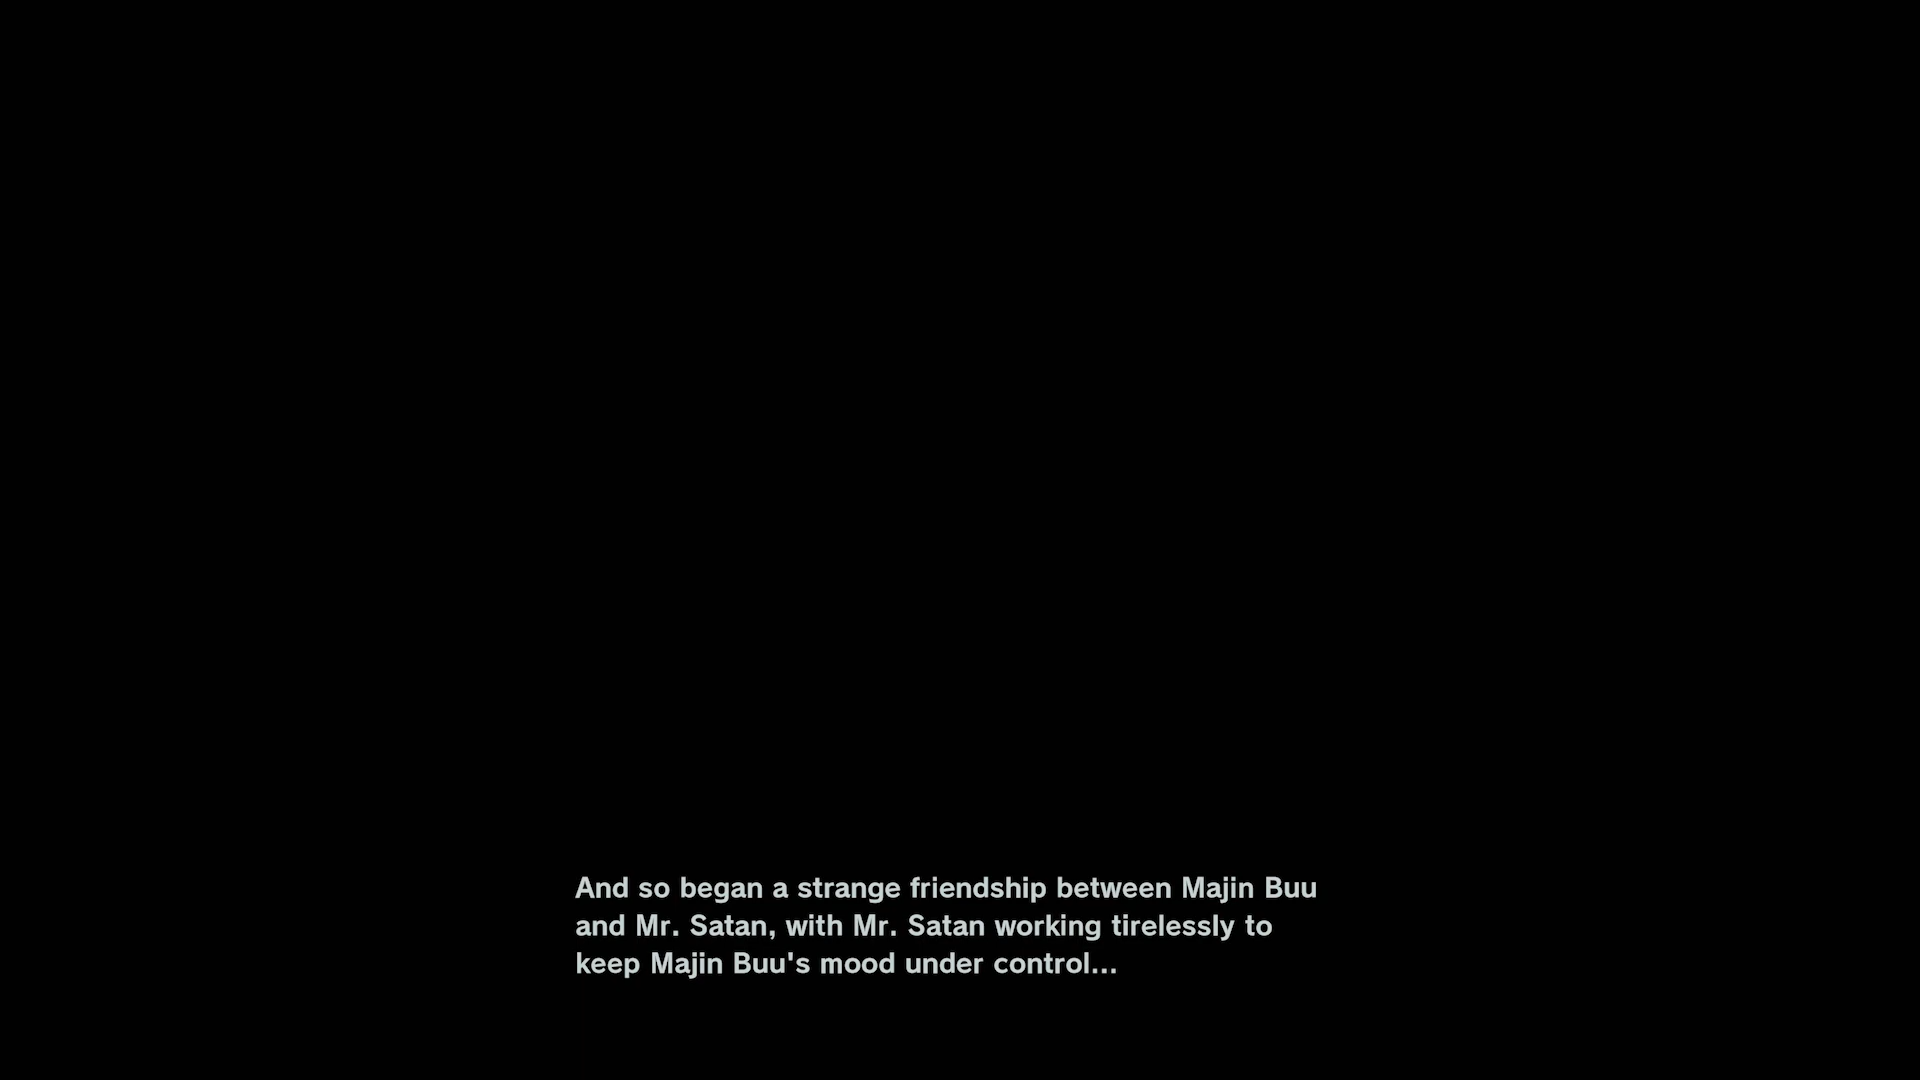 And so began a strange friendship between Majin Buu
and Mr. Satan, with Mr. Satan working tirelessly to
keep Majin Buu's mood under control...